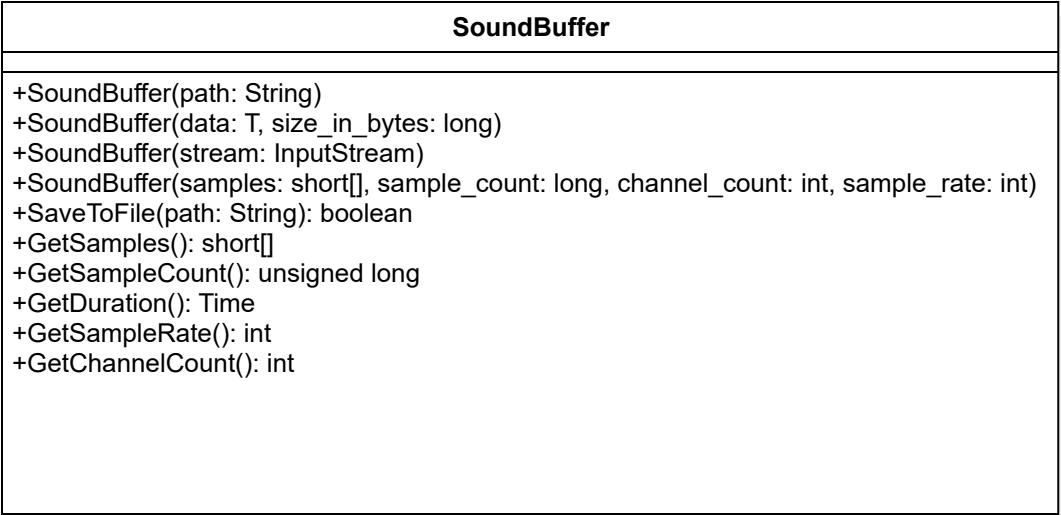 SoundBuffer
+SoundBuffer(path: String)
+SoundBuffer(data: T, size_in_bytes: long)
+SoundBuffer(stream: InputStream)
+SoundBuffer(samples: short[], sample_count: long, channel_count: int, sample_rate: int)
+SaveToFile(path: String): boolean
+GetSamples(): short[]
+GetSampleCount(): unsigned long
+GetDuration(): Time
+GetSampleRate(): int
+GetChannelCount(): int